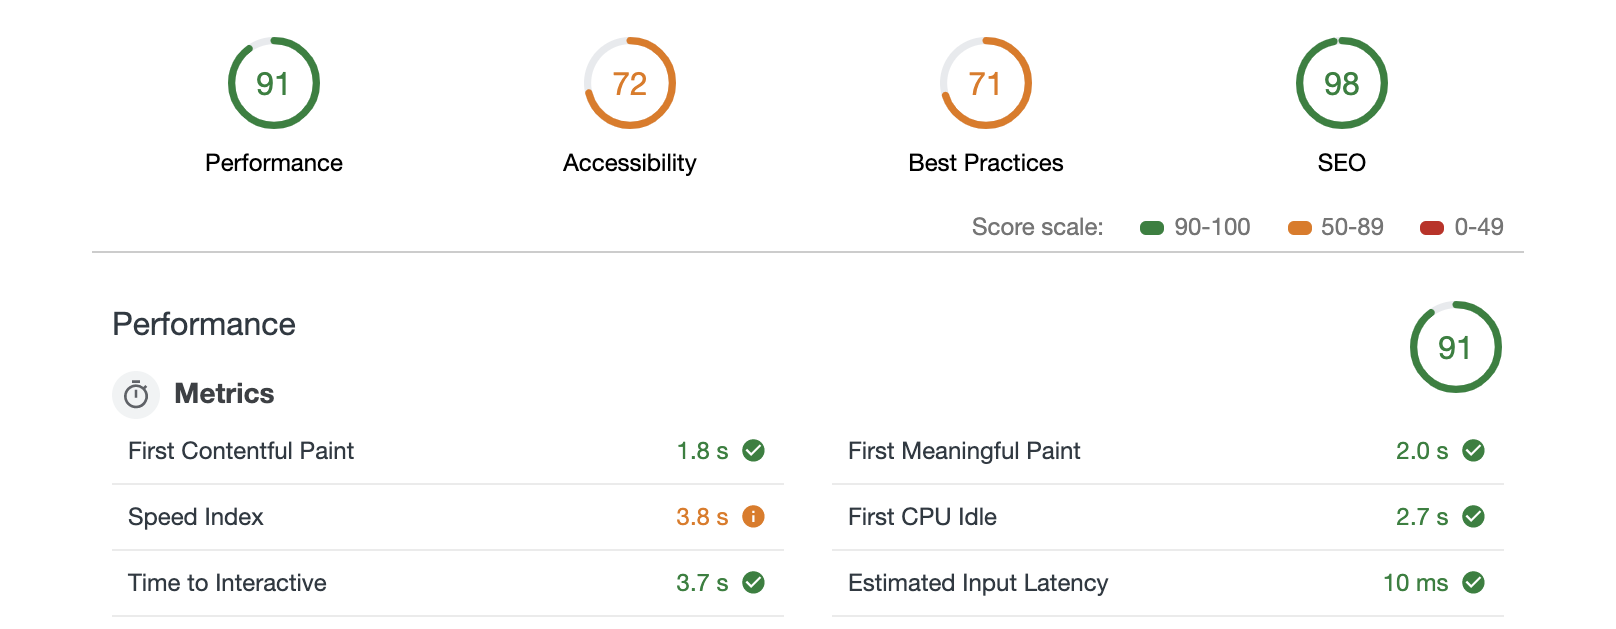 91
72
71
98
Performance
Accessibility
Best Practices
SEO
Score scale: 90-100 50-89 0-49
Performance
91
Metrics
First Contentful Paint 1.8 s
First Meaningful Paint 2.0 s
Speed Index 3.8 s
First CPU Idle 2.7 s
Time to Interactive 3.7 s
Estimated Input Latency 10 ms